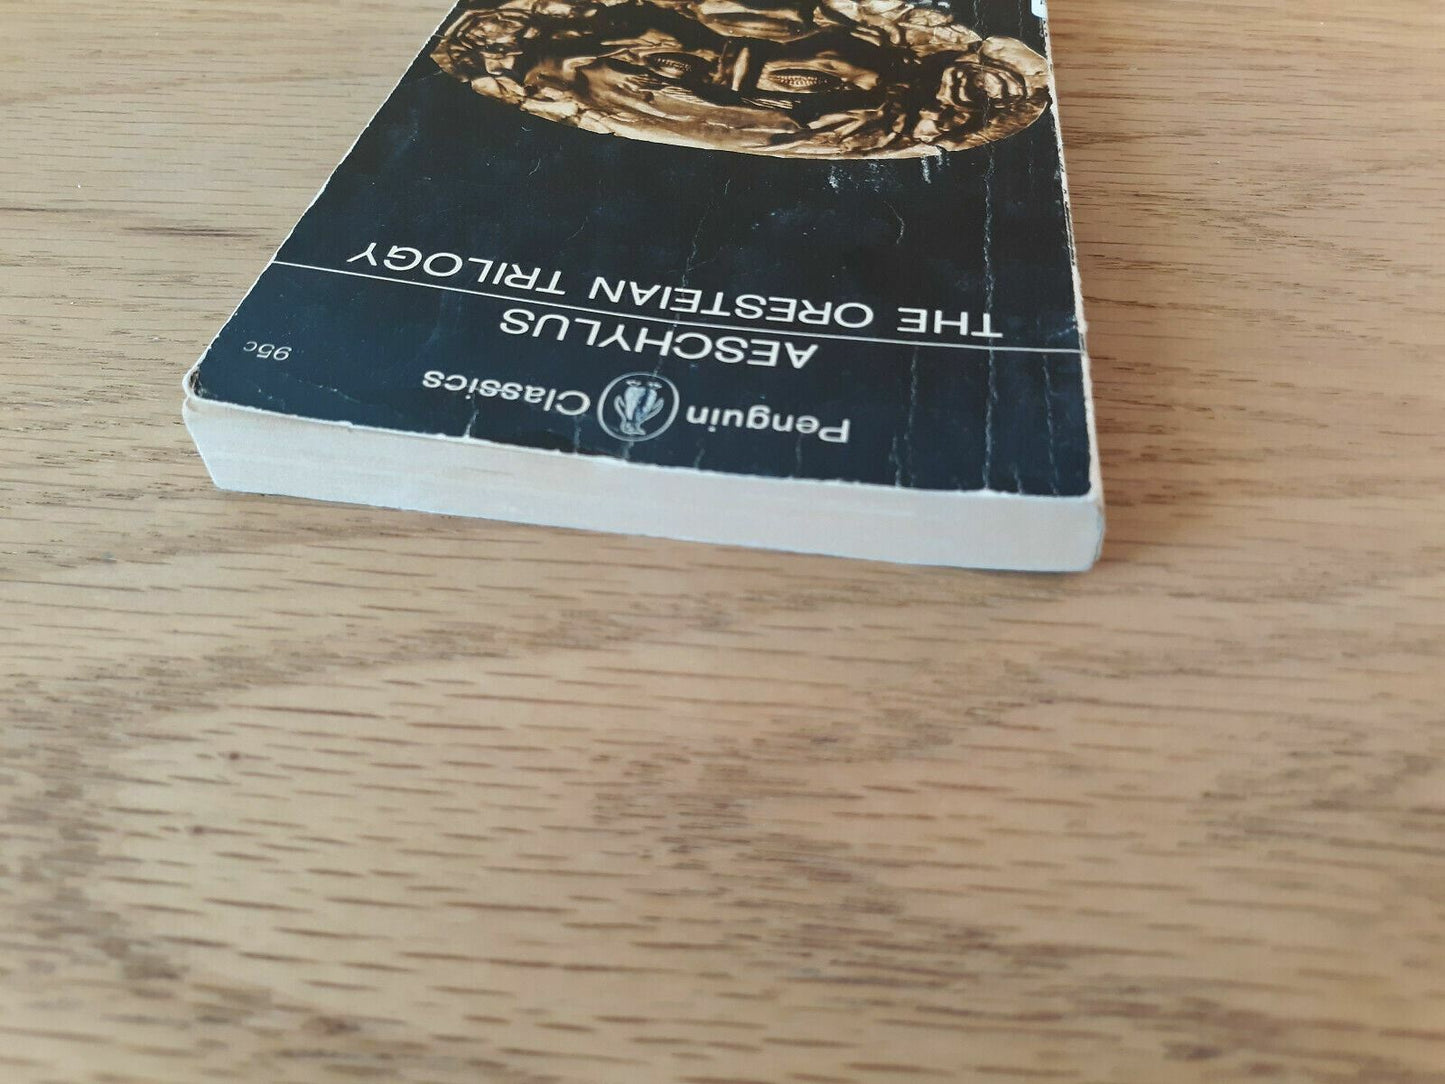 Penguin Classics
95c
AESCHYLUS
THE ORESTEIAN TRILOGY